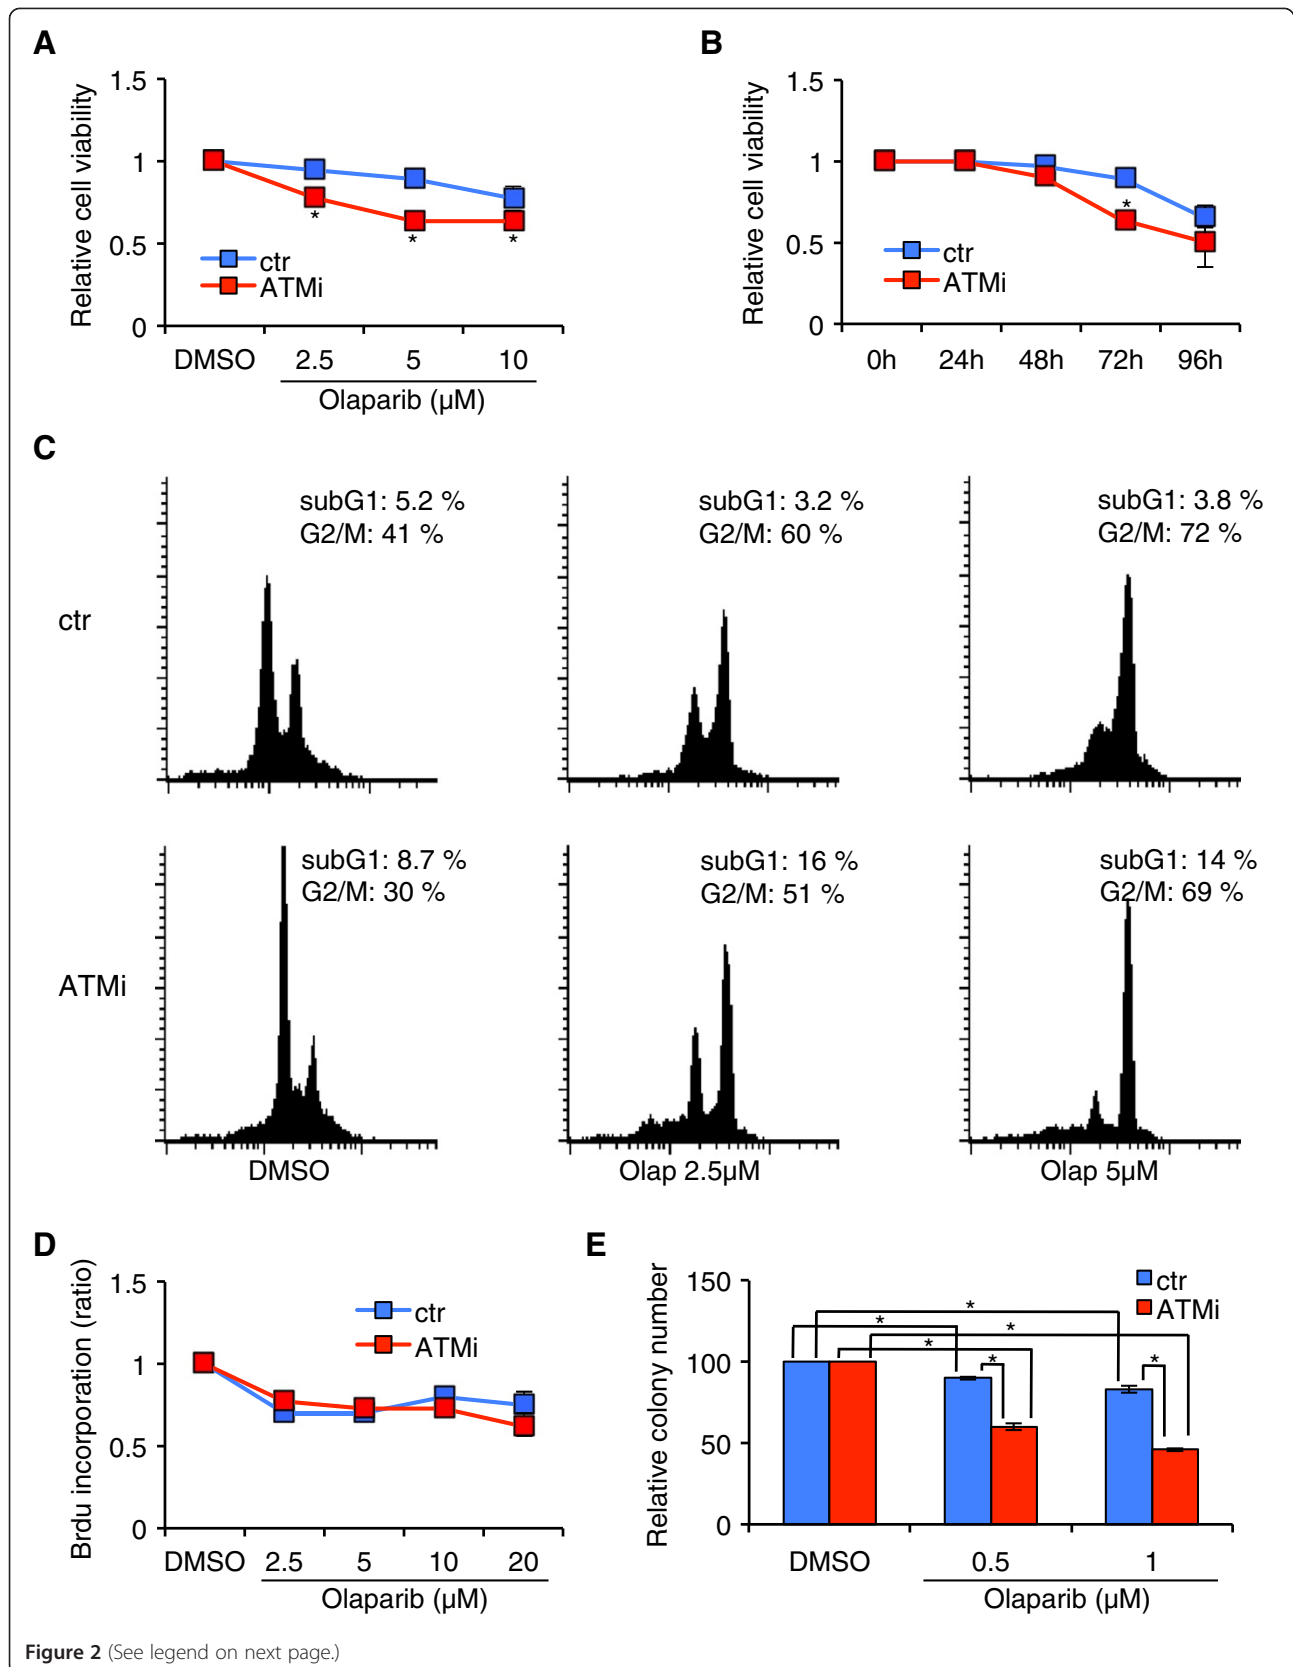 A
1.5
1
0.5
0
Relative cell viability
ctr
ATMi
DMSO 2.5 5 10
Olaparib (µM)
*
*
*
B
1.5
1
0.5
0
Relative cell viability
*
ctr
ATMi
0h 24h 48h 72h 96h
C
ctr
subG1: 5.2 %
G2/M: 41 %
subG1: 3.2 %
G2/M: 60 %
subG1: 3.8 %
G2/M: 72 %
ATMi
subG1: 8.7 %
G2/M: 30 %
subG1: 16 %
G2/M: 51 %
subG1: 14 %
G2/M: 69 %
DMSO
Olap 2.5µM
Olap 5µM
D
1.5
1
0.5
0
Brdu incorporation (ratio)
ctr
ATMi
DMSO 2.5 5 10 20
Olaparib (µM)
E
150
100
50
0
Relative colony number
ctr
ATMi
*
*
*
*
*
*
DMSO 0.5 1
Olaparib (µM)
Figure 2 (See legend on next page.)